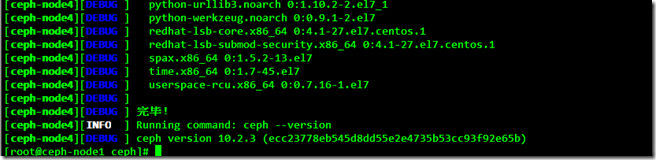 [ceph-node4][DEBUG ]   python-urllib3.noarch 0:1.10.2-2.el7_1
[ceph-node4][DEBUG ]   python-werkzeug.noarch 0:0.9.1-2.el7
[ceph-node4][DEBUG ]   redhat-lsb-core.x86_64 0:4.1-27.el7.centos.1
[ceph-node4][DEBUG ]   redhat-lsb-submod-security.x86_64 0:4.1-27.el7.centos.1
[ceph-node4][DEBUG ]   spax.x86_64 0:1.5.2-13.el7
[ceph-node4][DEBUG ]   time.x86_64 0:1.7-45.el7
[ceph-node4][DEBUG ]   userspace-rcu.x86_64 0:0.7.16-1.el7
[ceph-node4][DEBUG ]
[ceph-node4][DEBUG ] 完毕!
[ceph-node4][INFO  ] Running command: ceph --version
[ceph-node4][DEBUG ] ceph version 10.2.3 (ecc23778eb545d8dd55e2e4735b53cc93f92e65b)
[root@ceph-node1 ceph]#